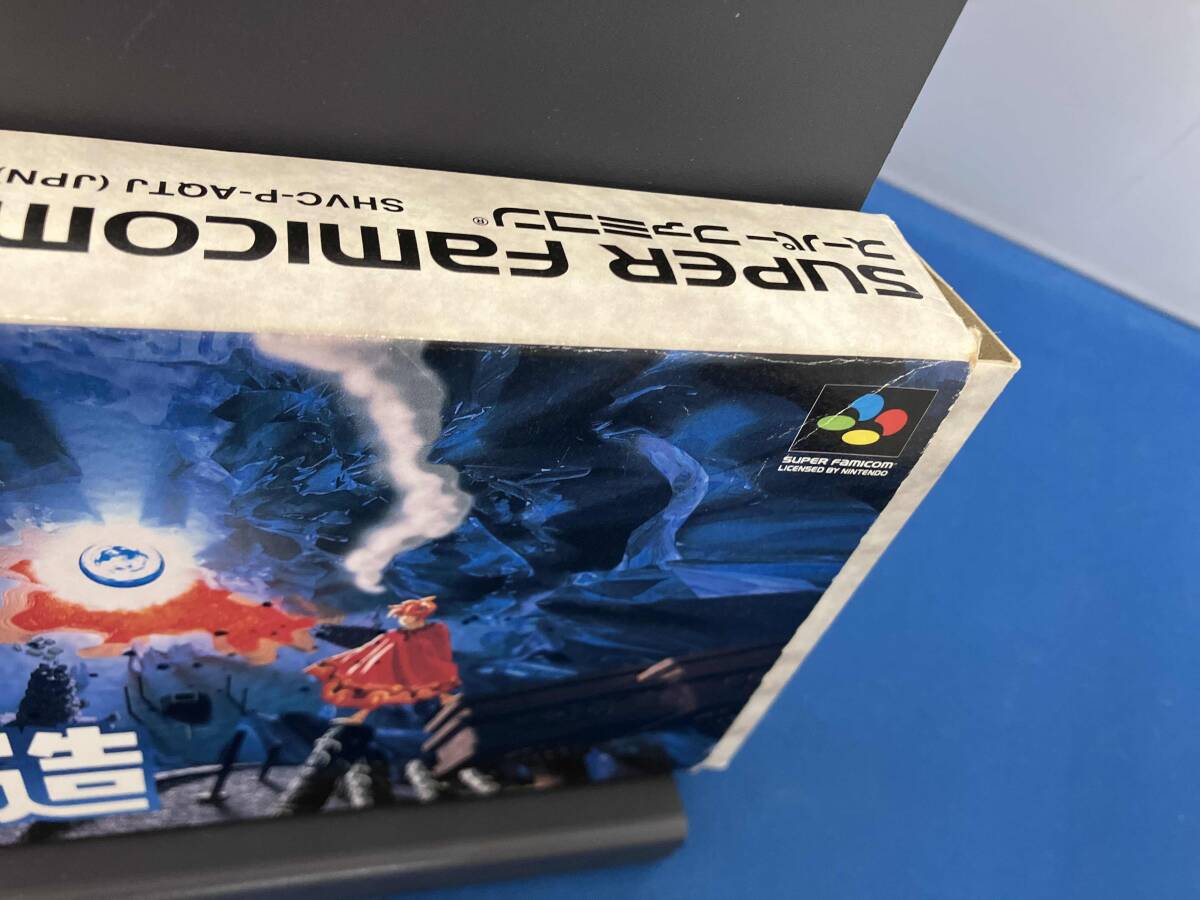 SUPER Famicom
スーパーファミコン®
SHVC-P-AQTJ (JPN)
SUPER Famicom™
LICENSED BY NINTENDO
造